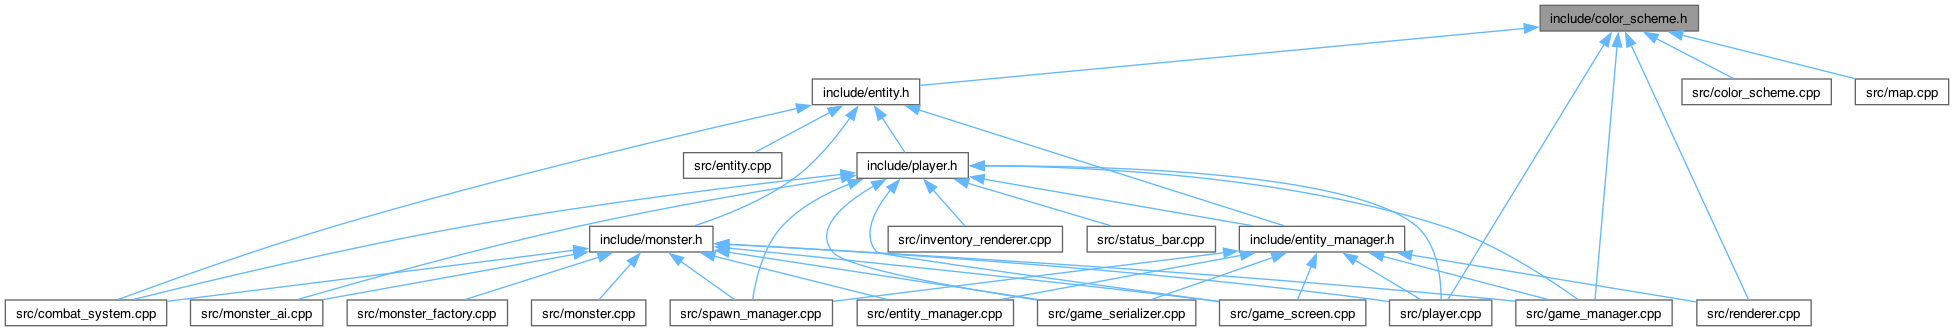 include/color_scheme.h
include/entity.h
src/color_scheme.cpp
src/map.cpp
src/entity.cpp
include/player.h
include/monster.h
src/inventory_renderer.cpp
src/status_bar.cpp
include/entity_manager.h
src/combat_system.cpp
src/monster_ai.cpp
src/monster_factory.cpp
src/monster.cpp
src/spawn_manager.cpp
src/entity_manager.cpp
src/game_serializer.cpp
src/game_screen.cpp
src/player.cpp
src/game_manager.cpp
src/renderer.cpp